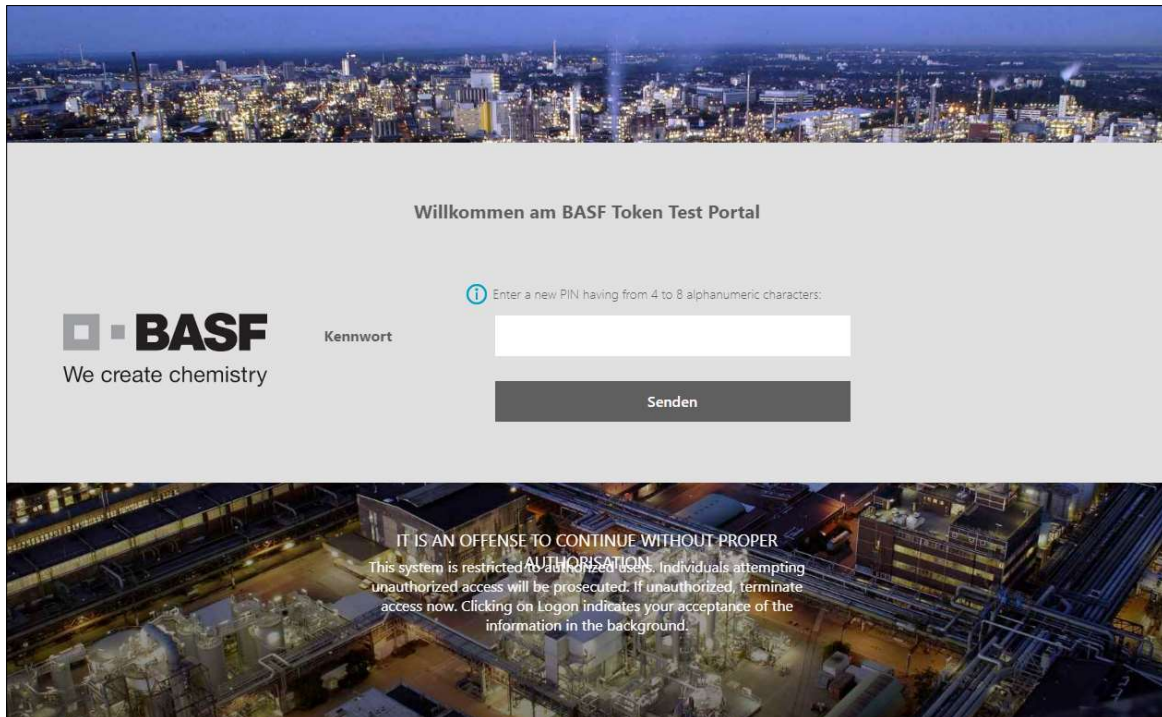 Willkommen am BASF Token Test Portal
Enter a new PIN having from 4 to 8 alphanumeric characters:
BASF
We create chemistry
Kennwort
Senden
IT IS AN OFFENSE TO CONTINUE WITHOUT PROPER
AUTHORISATION
This system is restricted to authorized users. Individuals attempting
unauthorized access will be prosecuted. If unauthorized, terminate
access now. Clicking on Logon indicates your acceptance of the
information in the background.